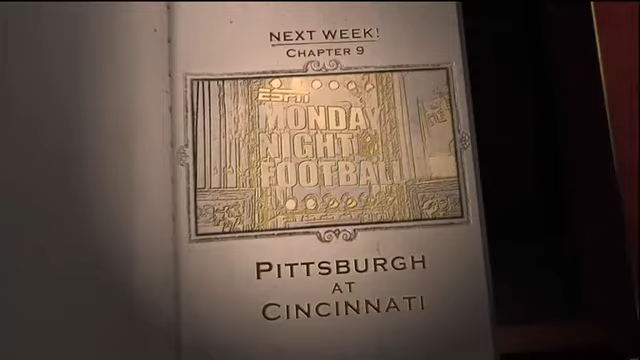 NEXT WEEK!
CHAPTER 9
ESPN
MONDAY
NIGHT
FOOTBALL
PITTSBURGH
AT
CINCINNATI